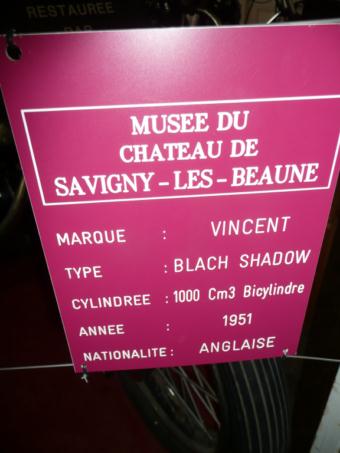 RESTAUREE
PAR
MUSEE DU
CHATEAU DE
SAVIGNY - LES - BEAUNE
MARQUE : VINCENT
TYPE : BLACH SHADOW
CYLINDREE : 1000 Cm3 Bicylindre
ANNEE : 1951
NATIONALITE : ANGLAISE